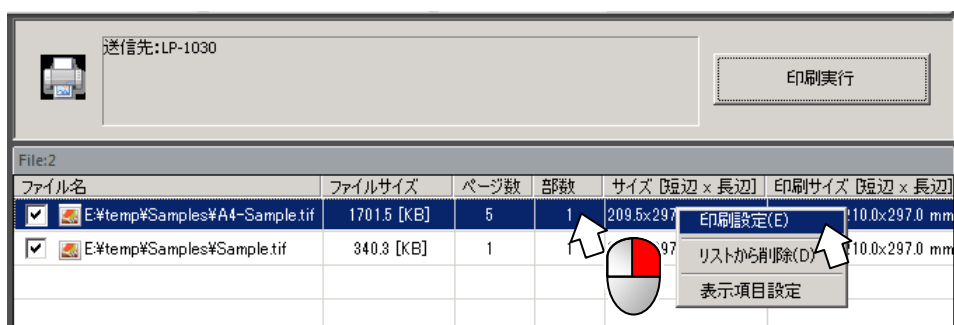 送信先:LP-1030
印刷実行
File:2
ファイル名 ファイルサイズ ページ数 部数 サイズ [短辺 x 長辺] 印刷サイズ [短辺 x 長辺]
E:¥temp¥Samples¥A4-Sample.tif 1701.5 [KB] 5 1 209.5x297 10.0x297.0 mm
印刷設定(E)
E:¥temp¥Samples¥Sample.tif 340.3 [KB] 1 1 97 10.0x297.0 mm
リストから削除(D)
表示項目設定